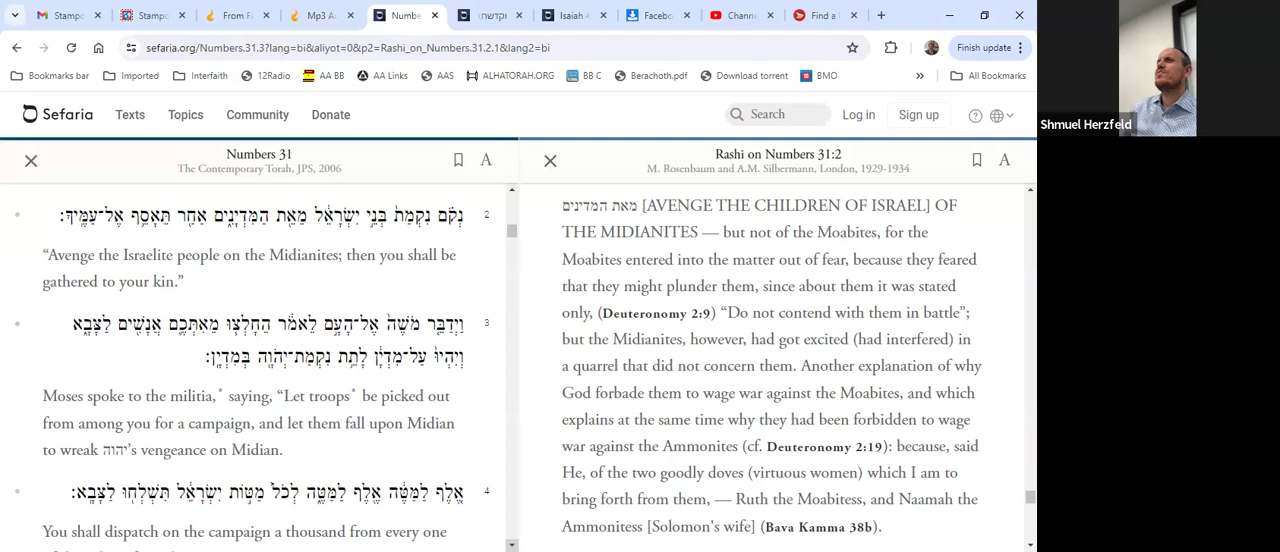 Stampc
Stampc
From F
Mp3 Au
Numbe
וקדשתו
Isaiah 4
Facebo
Channe
Find a l
sefaria.org/Numbers.31.3?lang=bi&aliyot=0&p2=Rashi_on_Numbers.31.2.1&lang2=bi
Finish update
Bookmarks bar
Imported
Interfaith
12Radio
AA BB
AA Links
AAS
ALHATORAH.ORG
BB C
Berachoth.pdf
Download torrent
BMO
»
All Bookmarks
Sefaria
Texts
Topics
Community
Donate
Search
Log in
Sign up
Numbers 31
The Contemporary Torah, JPS, 2006
A
2
נְקֹ֗ם נִקְמַת֙ בְּנֵ֣י יִשְׂרָאֵ֔ל מֵאֵ֖ת הַמִּדְיָנִ֑ים אַחַ֖ר תֵּאָסֵ֥ף אֶל־עַמֶּֽיךָ׃
“Avenge the Israelite people on the Midianites; then you shall be
gathered to your kin.”
3
וַיְדַבֵּ֤ר מֹשֶׁה֙ אֶל־הָעָ֣ם לֵאמֹ֔ר הֵחָלְצ֧וּ מֵאִתְּכֶ֛ם אֲנָשִׁ֖ים לַצָּבָ֑א
וְיִהְיוּ֙ עַל־מִדְיָ֔ן לָתֵ֥ת נִקְמַת־יְהֹוָ֖ה בְּמִדְיָֽן׃
Moses spoke to the militia,* saying, “Let troops* be picked out
from among you for a campaign, and let them fall upon Midian
to wreak יהוה’s vengeance on Midian.
4
אֶ֚לֶף לַמַּטֶּ֔ה אֶ֖לֶף לַמַּטֶּ֑ה לְכֹל֙ מַטּ֣וֹת יִשְׂרָאֵ֔ל תִּשְׁלְח֖וּ לַצָּבָֽא׃
You shall dispatch on the campaign a thousand from every one
Rashi on Numbers 31:2
M. Rosenbaum and A.M. Silbermann, London, 1929-1934
A
מאת המדינים [AVENGE THE CHILDREN OF ISRAEL] OF
THE MIDIANITES — but not of the Moabites, for the
Moabites entered into the matter out of fear, because they feared
that they might plunder them, since about them it was stated
only, (Deuteronomy 2:9) “Do not contend with them in battle”;
but the Midianites, however, had got excited (had interfered) in
a quarrel that did not concern them. Another explanation of why
God forbade them to wage war against the Moabites, and which
explains at the same time why they had been forbidden to wage
war against the Ammonites (cf. Deuteronomy 2:19): because, said
He, of the two goodly doves (virtuous women) which I am to
bring forth from them, — Ruth the Moabitess, and Naamah the
Ammonitess [Solomon's wife] (Bava Kamma 38b).
Shmuel Herzfeld